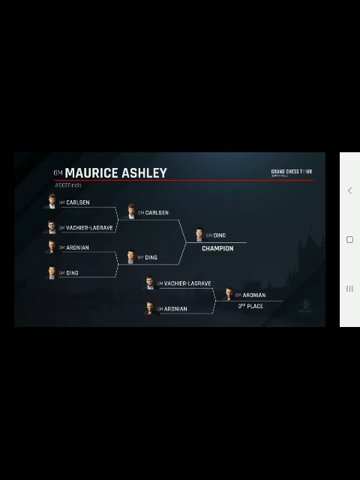 GM MAURICE ASHLEY
GRAND CHESS TOUR
#GCTFinals
GM CARLSEN
GM CARLSEN
GM VACHIER-LAGRAVE
GM DING
CHAMPION
GM ARONIAN
GM DING
GM DING
GM VACHIER-LAGRAVE
GM ARONIAN
3RD PLACE
GM ARONIAN